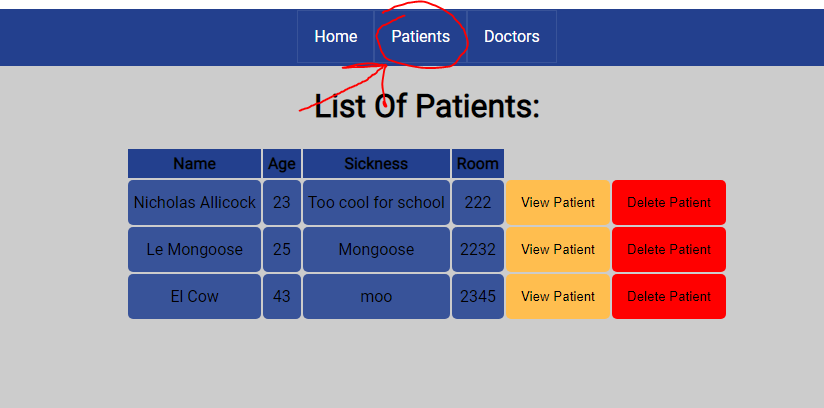 Home Patients Doctors
List Of Patients:
Name Age Sickness Room
Nicholas Allicock 23 Too cool for school 222 View Patient Delete Patient
Le Mongoose 25 Mongoose 2232 View Patient Delete Patient
El Cow 43 moo 2345 View Patient Delete Patient